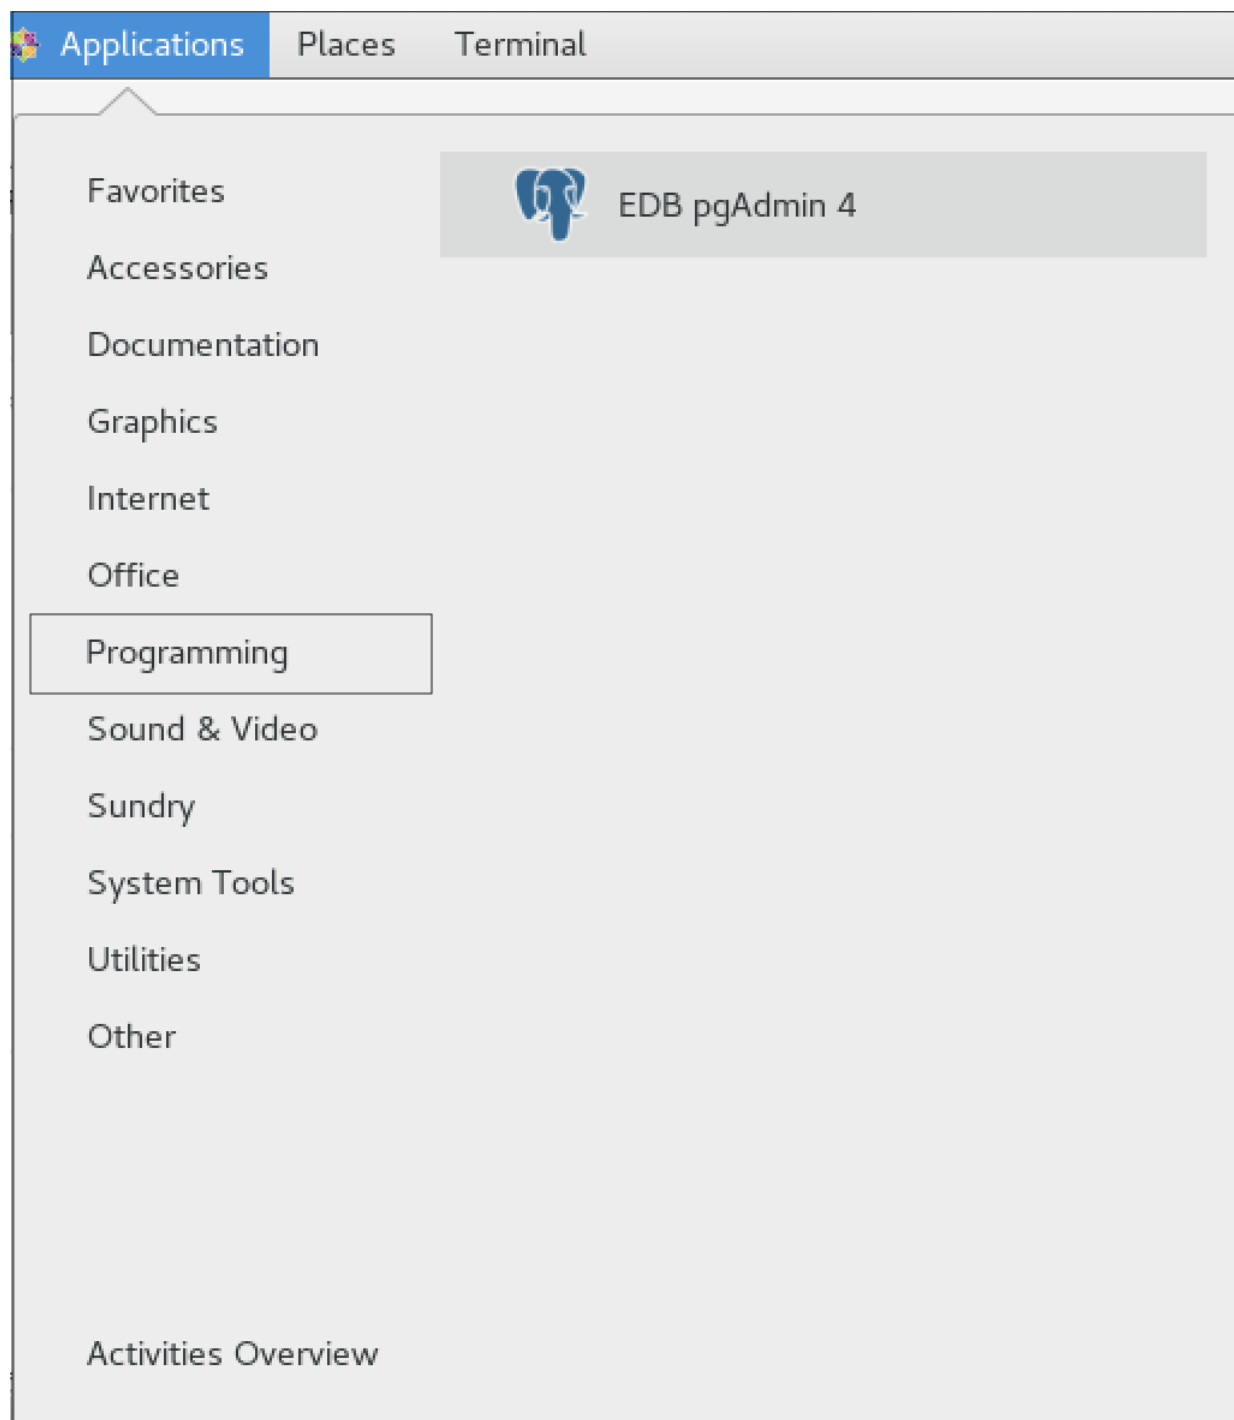 Applications Places Terminal
Favorites
EDB pgAdmin 4
Accessories
Documentation
Graphics
Internet
Office
Programming
Sound & Video
Sundry
System Tools
Utilities
Other
Activities Overview